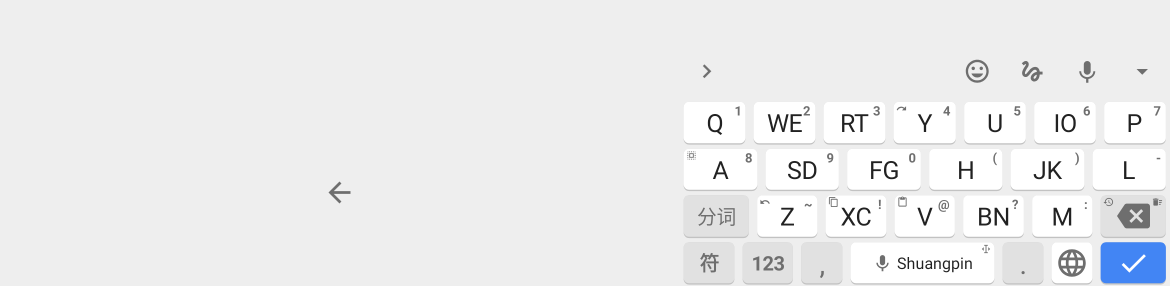 Q 1 WE 2 RT 3 Y 4 U 5 IO 6 P 7
A 8 SD 9 FG 0 H ( JK ) L -
分词 Z ~ XC ! V @ BN ? M :
符 123 , Shuangpin .